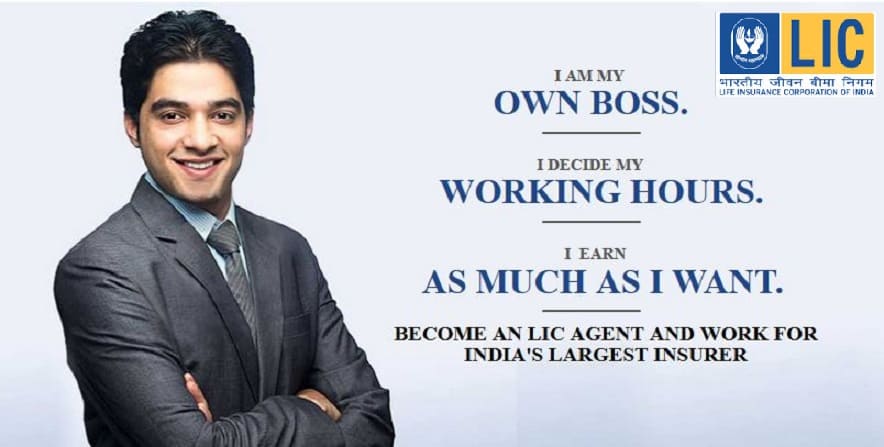 LIC
भारतीय जीवन बीमा निगम
LIFE INSURANCE CORPORATION OF INDIA
I AM MY
OWN BOSS.
I DECIDE MY
WORKING HOURS.
I EARN
AS MUCH AS I WANT.
BECOME AN LIC AGENT AND WORK FOR
INDIA'S LARGEST INSURER